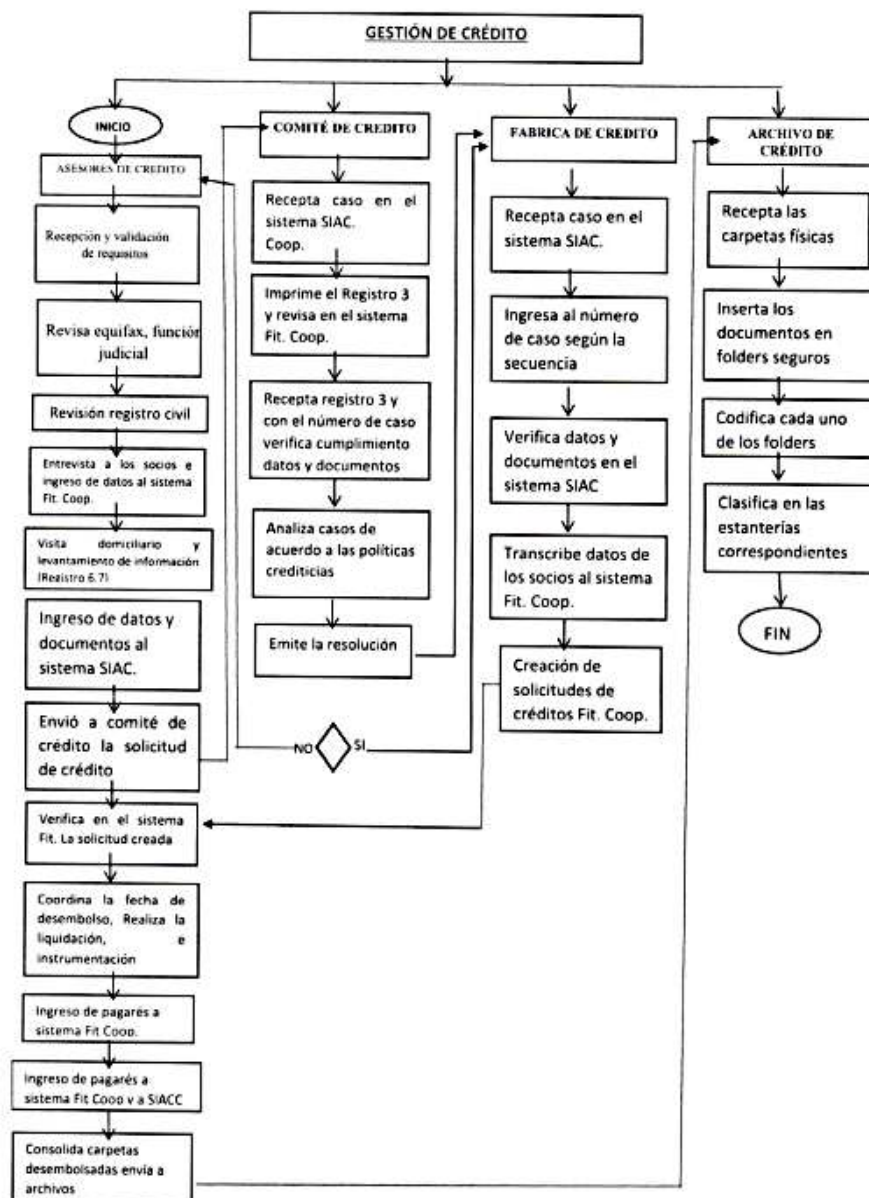 GESTIÓN DE CRÉDITO
INICIO
ASESORES DE CREDITO
Recepción y validación
de requisitos
Revisa equifax, función
judicial
Revisión registro civil
Entrevista a los socios e
ingreso de datos al sistema
Fit. Coop.
Visita domiciliario y
levantamiento de información
(Registro 6.7)
Ingreso de datos y
documentos al
sistema SIAC.
Envió a comité de
crédito la solicitud
de crédito
Verifica en el sistema
Fit. La solicitud creada
Coordina la fecha de
desembolso, Realiza la
liquidación, e
instrumentación
Ingreso de pagarés a
sistema Fit Coop.
Ingreso de pagarés a
sistema Fit Coop y a SIACC
Consolida carpetas
desembolsadas envía a
archivos
COMITÉ DE CREDITO
Recepta caso en el
sistema SIAC.
Coop.
Imprime el Registro 3
y revisa en el sistema
Fit. Coop.
Recepta registro 3 y
con el número de caso
verifica cumplimiento
datos y documentos
Analiza casos de
acuerdo a las políticas
crediticias
Emite la resolución
NO SI
FABRICA DE CREDITO
Recepta caso en el
sistema SIAC.
Ingresa al número
de caso según la
secuencia
Verifica datos y
documentos en el
sistema SIAC
Transcribe datos de
los socios al sistema
Fit. Coop.
Creación de
solicitudes de
créditos Fit. Coop.
ARCHIVO DE
CRÉDITO
Recepta las
carpetas físicas
Inserta los
documentos en
folders seguros
Codifica cada uno
de los folders
Clasifica en las
estanterías
correspondientes
FIN